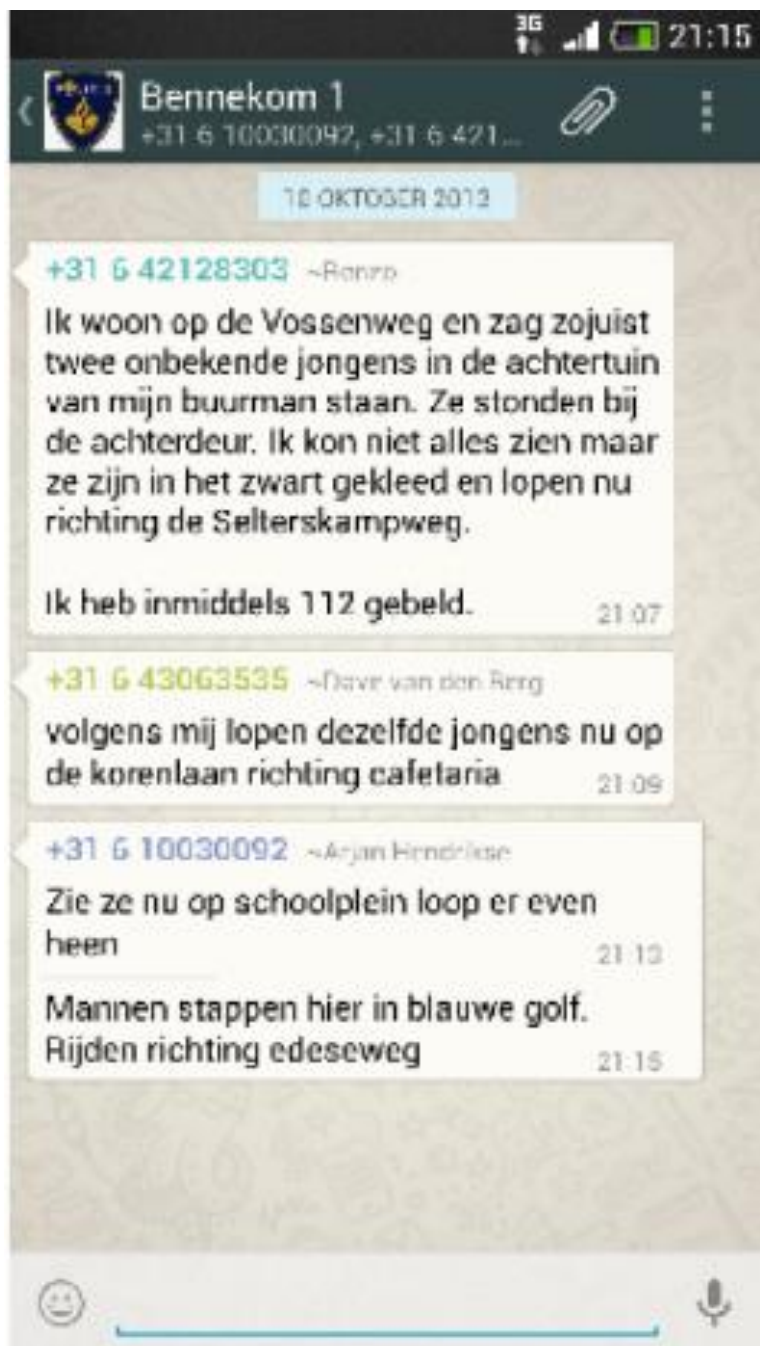 3G 21:15
Bennekom 1
+31 6 10030092, +31 6 421...
18 OKTOBER 2013
+31 6 42128303 ~Renzo
Ik woon op de Vossenweg en zag zojuist
twee onbekende jongens in de achtertuin
van mijn buurman staan. Ze stonden bij
de achterdeur. Ik kon niet alles zien maar
ze zijn in het zwart gekleed en lopen nu
richting de Selterskampweg.
Ik heb inmiddels 112 gebeld.
21:07
+31 6 43063535 ~Dave van den Berg
volgens mij lopen dezelfde jongens nu op
de korenlaan richting cafetaria 21:09
+31 6 10030092 ~Arjan Hendrikse
Zie ze nu op schoolplein loop er even
heen 21:13
Mannen stappen hier in blauwe golf.
Rijden richting edeseweg 21:15